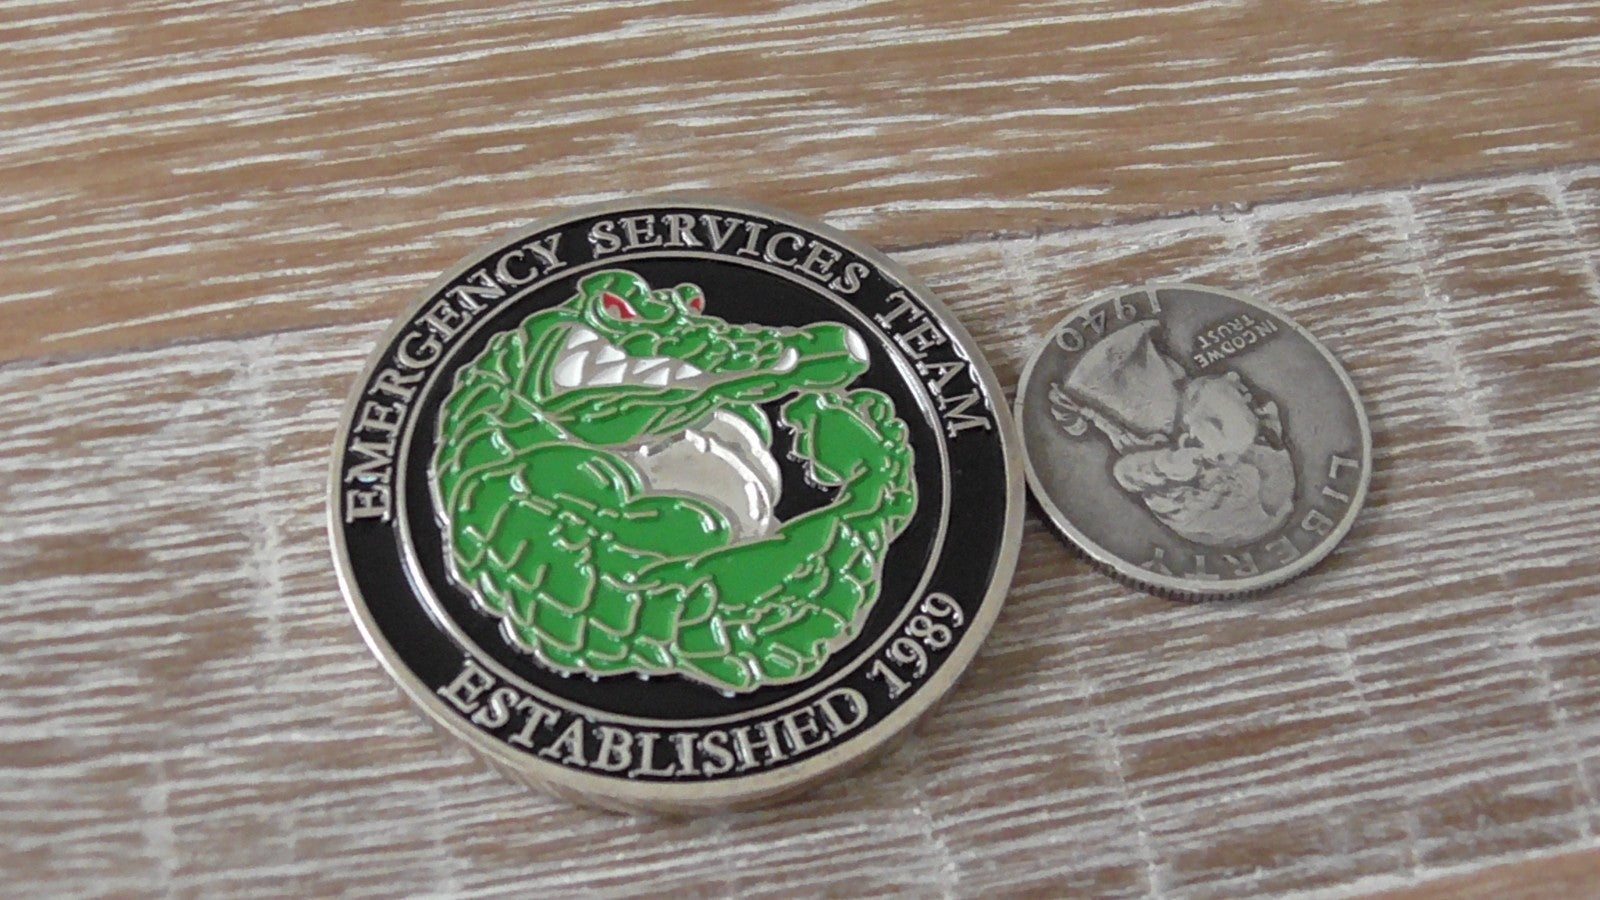 EMERGENCY SERVICES TEAM
ESTABLISHED 1989
LIBERTY
IN GOD WE
TRUST
1940